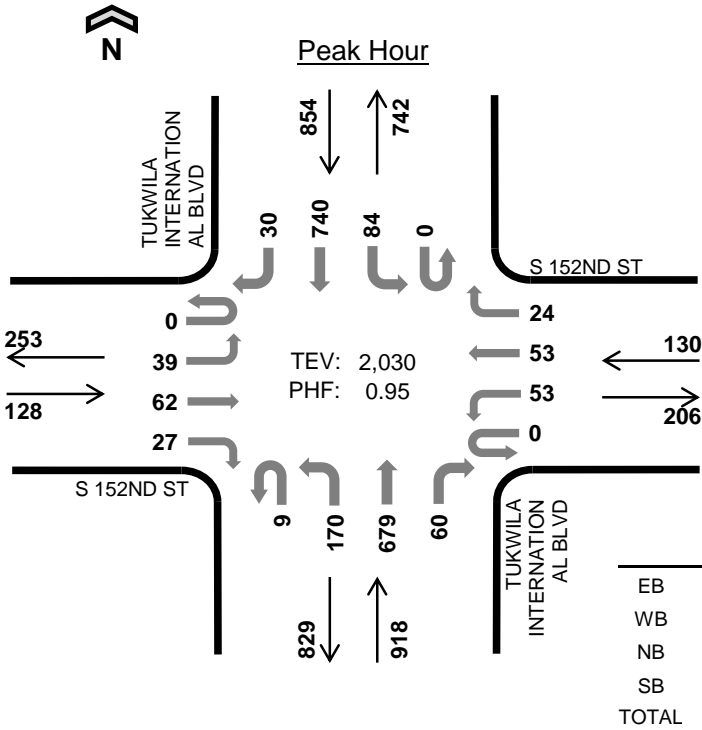 N
Peak Hour
854
742
TUKWILA
INTERNATION
AL BLVD
30
740
84
0
S 152ND ST
0
24
253
39
TEV: 2,030
53
130
128
62
PHF: 0.95
53
206
27
0
S 152ND ST
9
170
679
60
TUKWILA
INTERNATION
AL BLVD
829
918
EB
WB
NB
SB
TOTAL